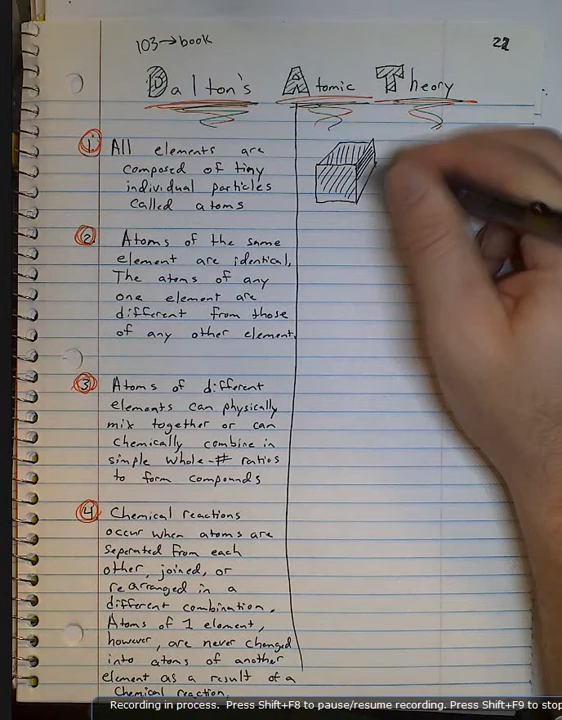 103→book
22
Dalton's Atomic Theory
1 All elements are
composed of tiny
individual particles
called atoms
2 Atoms of the same
element are identical.
The atoms of any
one element are
different from those
of any other element.
3 Atoms of different
elements can physically
mix together or can
chemically combine in
simple whole-# ratios
to form compounds
4 Chemical reactions
occur when atoms are
seperated from each
other, joined, or
rearranged in a
different combination.
Atoms of 1 element,
however, are never changed
into atoms of another
element as a result of a
Chemical reaction.
Recording in process. Press Shift+F8 to pause/resume recording. Press Shift+F9 to stop